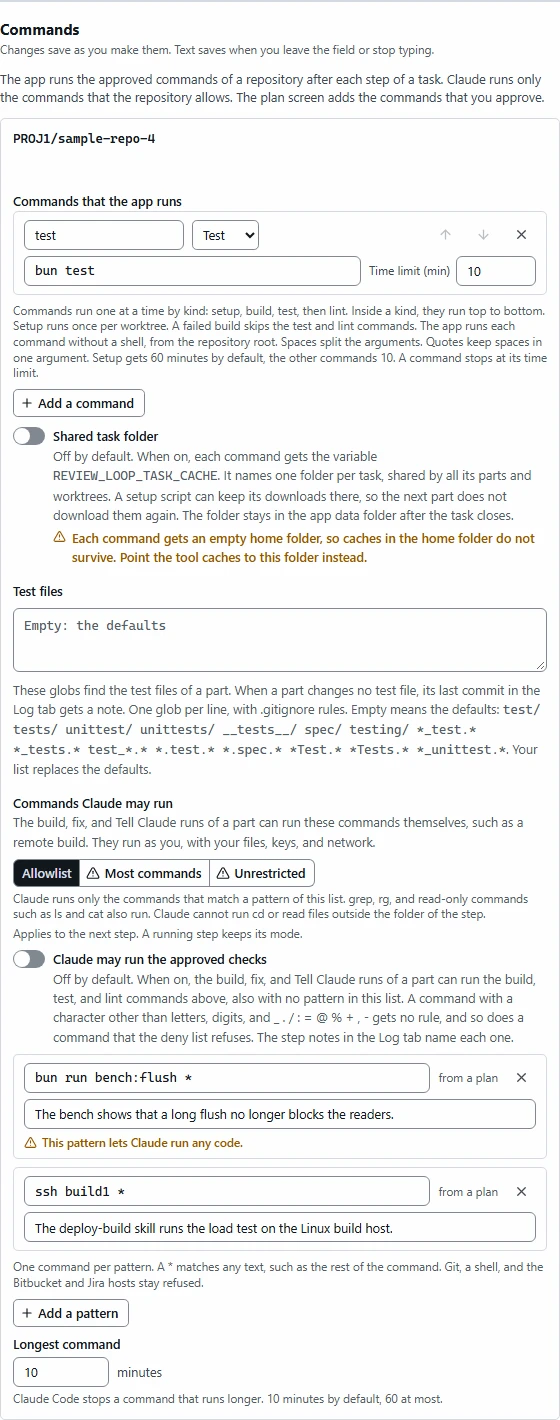 Commands
Changes save as you make them. Text saves when you leave the field or stop typing.
The app runs the approved commands of a repository after each step of a task. Claude runs only
the commands that the repository allows. The plan screen adds the commands that you approve.
PROJ1/sample-repo-4
Commands that the app runs
test
Test
bun test
Time limit (min)
10
Commands run one at a time by kind: setup, build, test, then lint. Inside a kind, they run top to bottom.
Setup runs once per worktree. A failed build skips the test and lint commands. The app runs each
command without a shell, from the repository root. Spaces split the arguments. Quotes keep spaces in
one argument. Setup gets 60 minutes by default, the other commands 10. A command stops at its time
limit.
+ Add a command
Shared task folder
Off by default. When on, each command gets the variable
REVIEW_LOOP_TASK_CACHE. It names one folder per task, shared by all its parts and
worktrees. A setup script can keep its downloads there, so the next part does not
download them again. The folder stays in the app data folder after the task closes.
Each command gets an empty home folder, so caches in the home folder do not
survive. Point the tool caches to this folder instead.
Test files
Empty: the defaults
These globs find the test files of a part. When a part changes no test file, its last commit in the
Log tab gets a note. One glob per line, with .gitignore rules. Empty means the defaults: test/
tests/ unittest/ unittests/ __tests__/ spec/ testing/ *_test.*
*_tests.* test_*.* *.test.* *.spec.* *Test.* *Tests.* *_unittest.*. Your
list replaces the defaults.
Commands Claude may run
The build, fix, and Tell Claude runs of a part can run these commands themselves, such as a
remote build. They run as you, with your files, keys, and network.
Allowlist
Most commands
Unrestricted
Claude runs only the commands that match a pattern of this list. grep, rg, and read-only commands
such as ls and cat also run. Claude cannot run cd or read files outside the folder of the step.
Applies to the next step. A running step keeps its mode.
Claude may run the approved checks
Off by default. When on, the build, fix, and Tell Claude runs of a part can run the build,
test, and lint commands above, also with no pattern in this list. A command with a
character other than letters, digits, and _ . / : = @ % + , - gets no rule, and so does a
command that the deny list refuses. The step notes in the Log tab name each one.
bun run bench:flush *
from a plan
The bench shows that a long flush no longer blocks the readers.
This pattern lets Claude run any code.
ssh build1 *
from a plan
The deploy-build skill runs the load test on the Linux build host.
One command per pattern. A * matches any text, such as the rest of the command. Git, a shell, and the
Bitbucket and Jira hosts stay refused.
+ Add a pattern
Longest command
10
minutes
Claude Code stops a command that runs longer. 10 minutes by default, 60 at most.